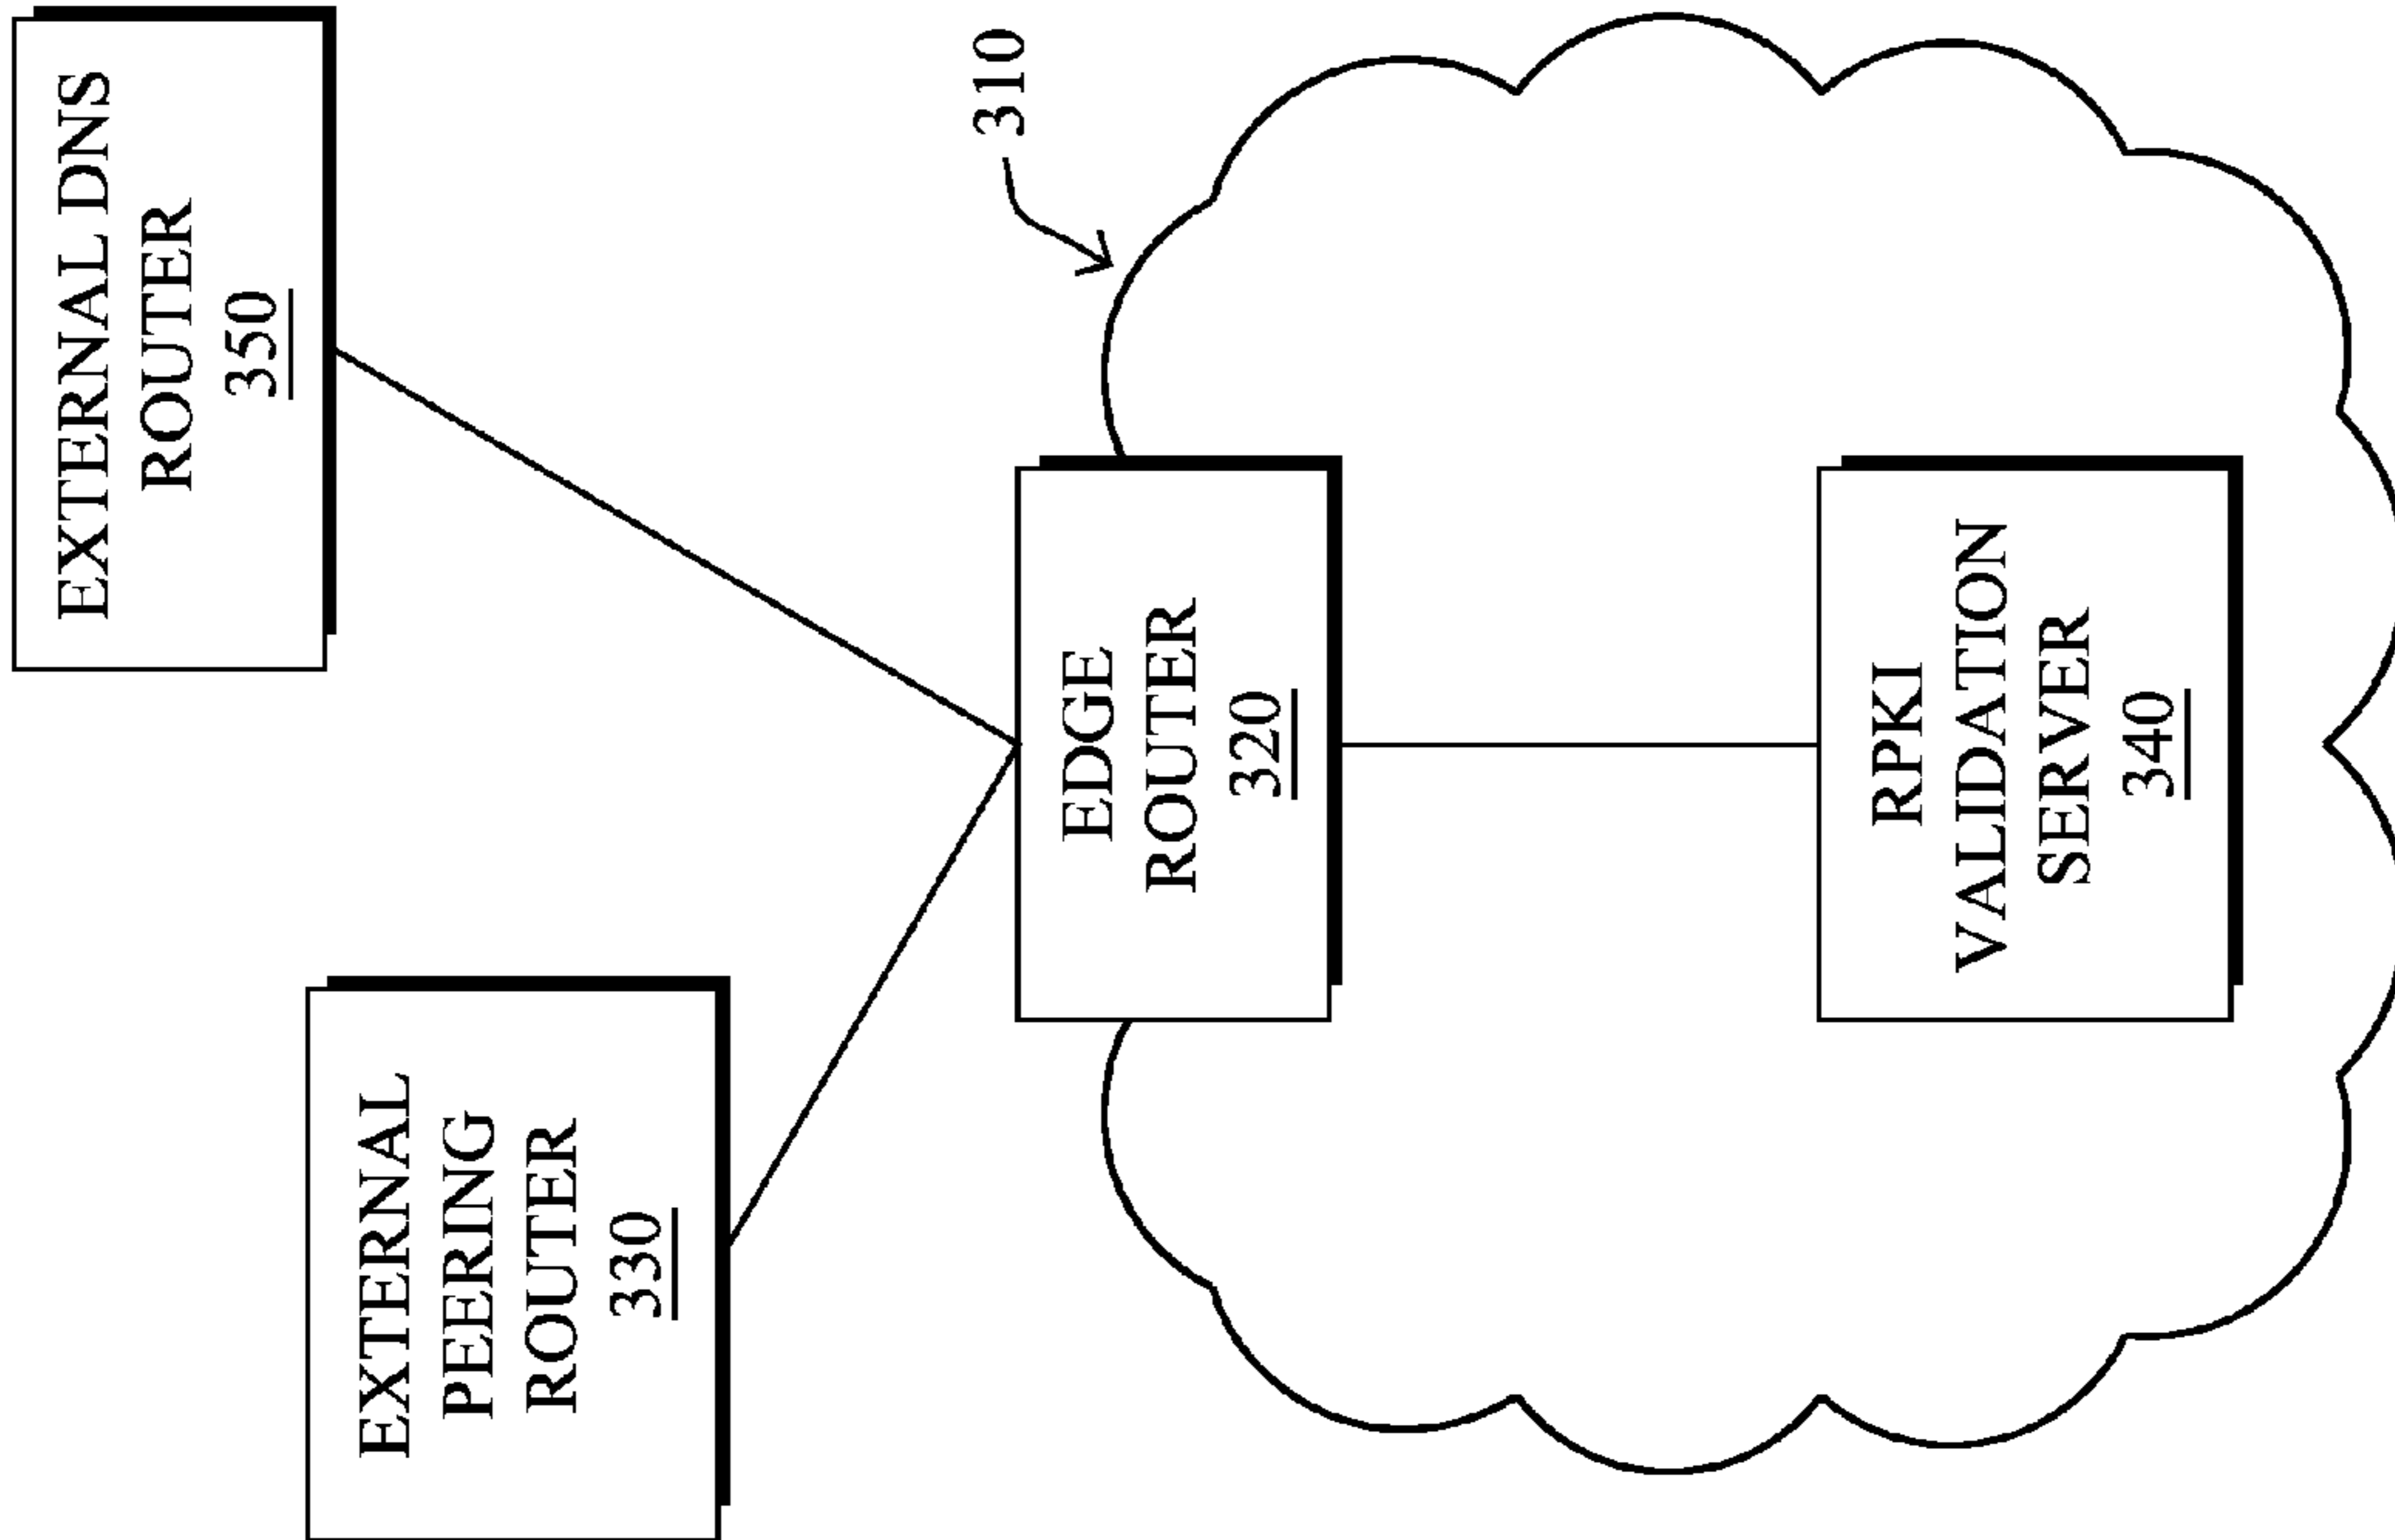 EXTERNAL DNS
ROUTER
350
310
EXTERNAL
PEERING
ROUTER
330
EDGE
ROUTER
320
RPKI
VALIDATION
SERVER
340